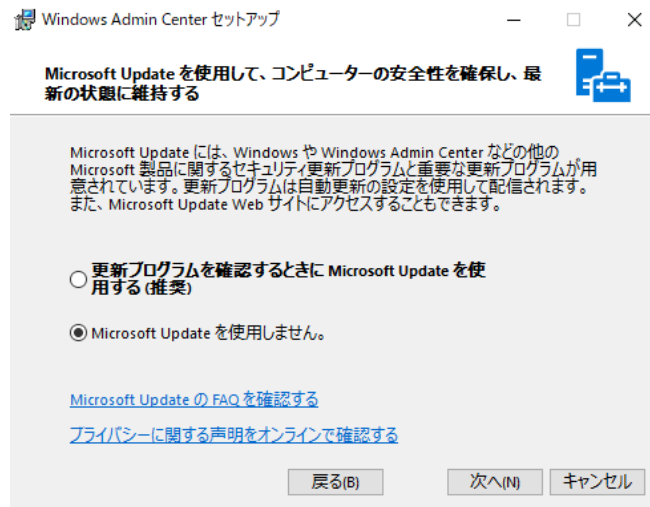 Windows Admin Center セットアップ
Microsoft Update を使用して、コンピューターの安全性を確保し、最
新の状態に維持する
Microsoft Update には、Windows や Windows Admin Center などの他の
Microsoft 製品に関するセキュリティ更新プログラムと重要な更新プログラムが用
意されています。更新プログラムは自動更新の設定を使用して配信されます。
また、Microsoft Update Web サイトにアクセスすることもできます。
更新プログラムを確認するときに Microsoft Update を使
用する (推奨)
Microsoft Update を使用しません。
Microsoft Update の FAQ を確認する
プライバシーに関する声明をオンラインで確認する
戻る(B) 次へ(N) キャンセル